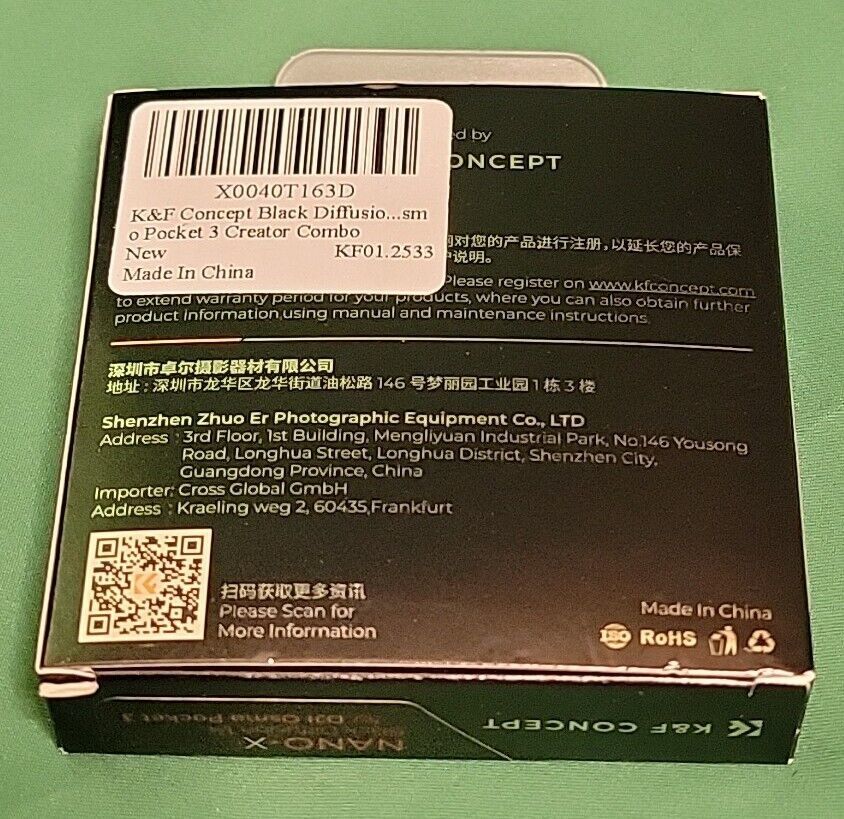 X0040T163D
K&F Concept Black Diffusio...sm
o Pocket 3 Creator Combo
New KF01.2533
Made In China
ed by
ONCEPT
网对您的产品进行注册，以延长您的产品保
户说明。
Please register on www.kfconcept.com
to extend warranty period for your products, where you can also obtain further
product information,using manual and maintenance instructions.
深圳市卓尔摄影器材有限公司
地址：深圳市龙华区龙华街道油松路 146 号梦丽园工业园 1 栋 3 楼
Shenzhen Zhuo Er Photographic Equipment Co., LTD
Address : 3rd Floor, 1st Building, Mengliyuan Industrial Park, No.146 Yousong
Road, Longhua Street, Longhua District, Shenzhen City,
Guangdong Province, China
Importer: Cross Global GmbH
Address : Kraeling weg 2, 60435,Frankfurt
扫码获取更多资讯
Please Scan for
More Information
Made In China
ISO RoHS
K&F CONCEPT
NANO-X
DJI Osmo Pocket 3